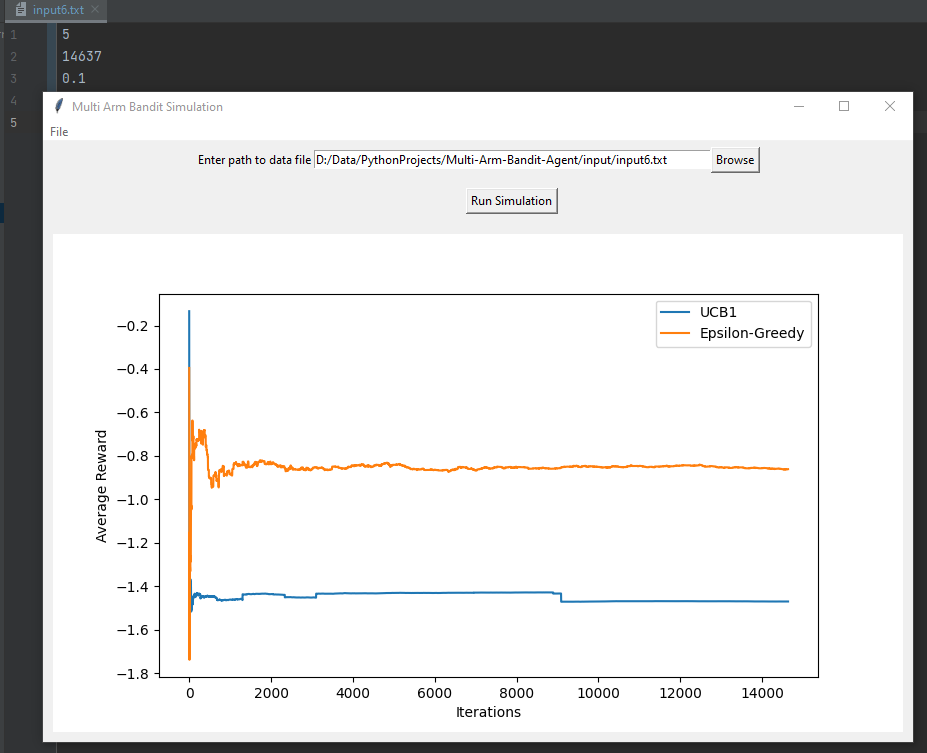 input6.txt
1 5
2 14637
3 0.1
4
5
Multi Arm Bandit Simulation
File
Enter path to data file D:/Data/PythonProjects/Multi-Arm-Bandit-Agent/input/input6.txt Browse
Run Simulation
UCB1
Epsilon-Greedy
−0.2
−0.4
−0.6
−0.8
−1.0
−1.2
−1.4
−1.6
−1.8
Average Reward
0 2000 4000 6000 8000 10000 12000 14000
Iterations